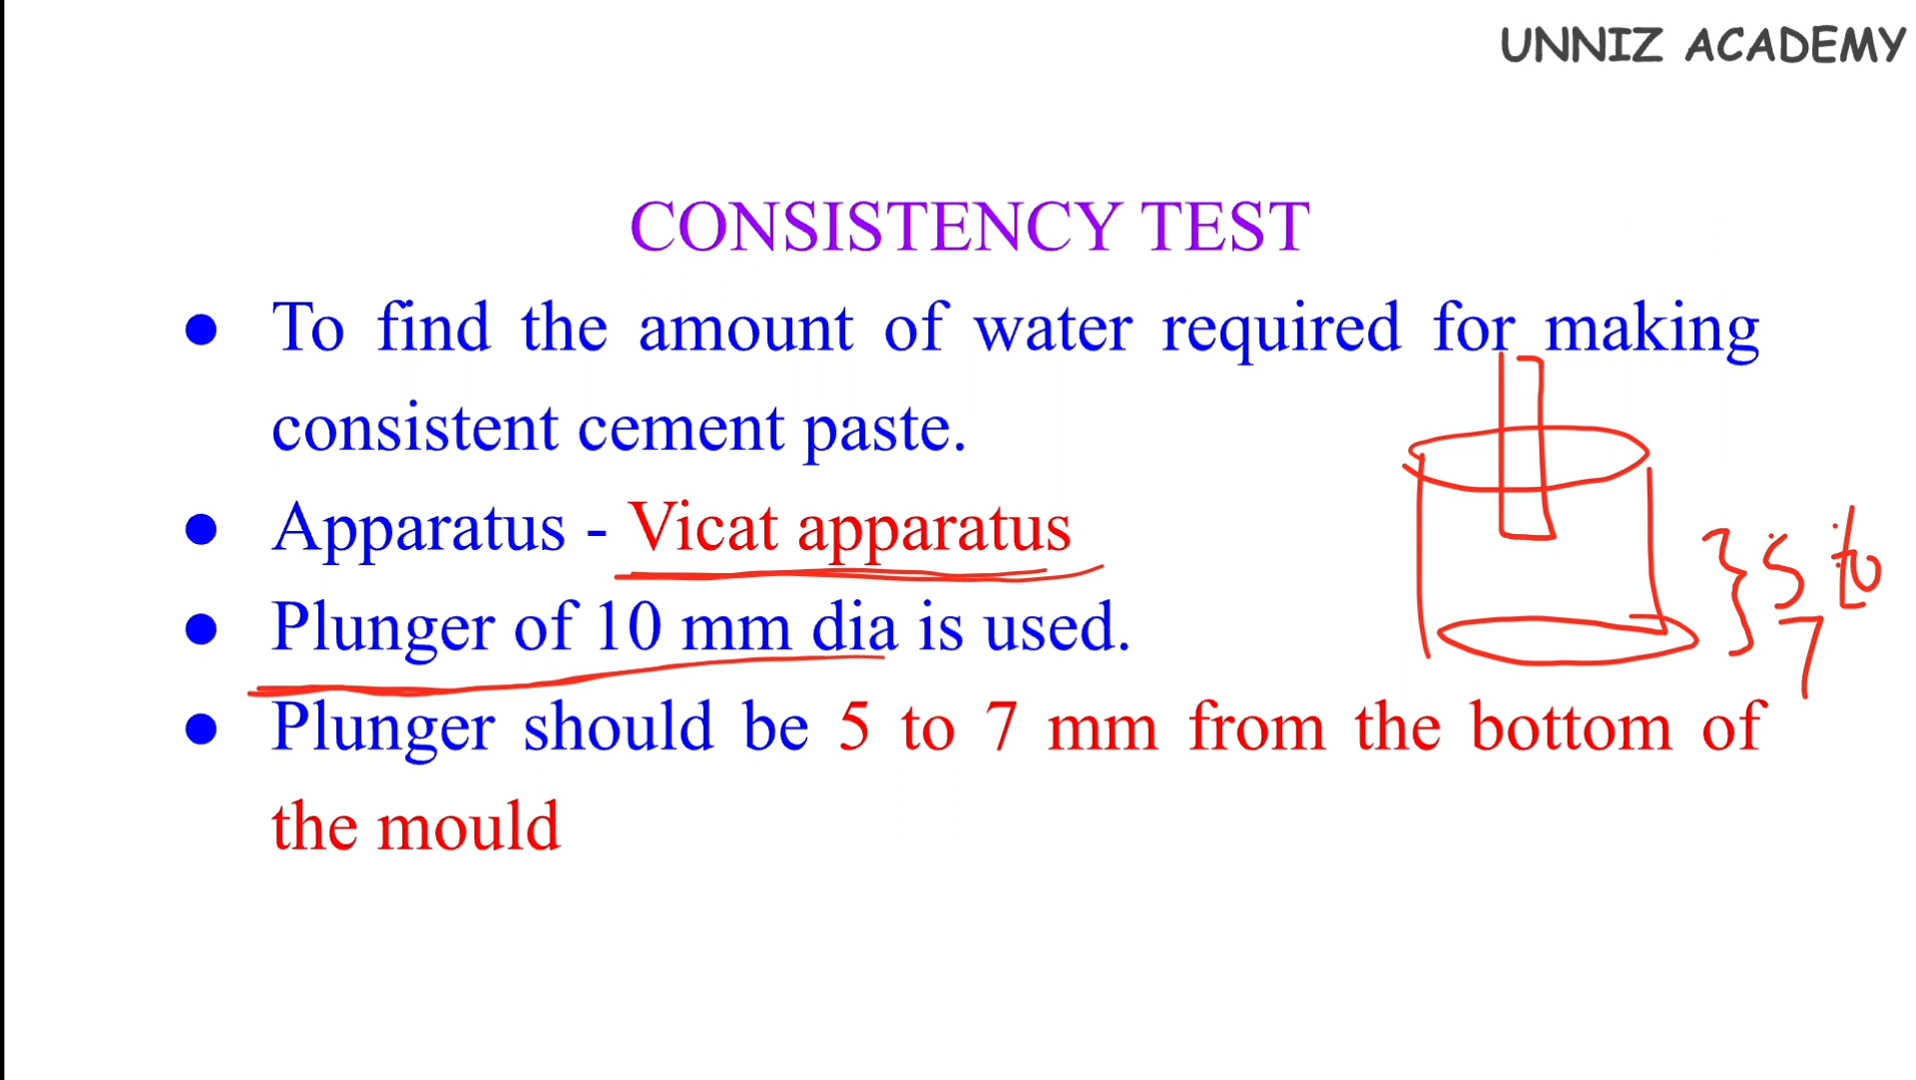 UNNIZ ACADEMY
CONSISTENCY TEST
● To find the amount of water required for making
consistent cement paste.
● Apparatus - Vicat apparatus
● Plunger of 10 mm dia is used.
● Plunger should be 5 to 7 mm from the bottom of
the mould
5 to
7